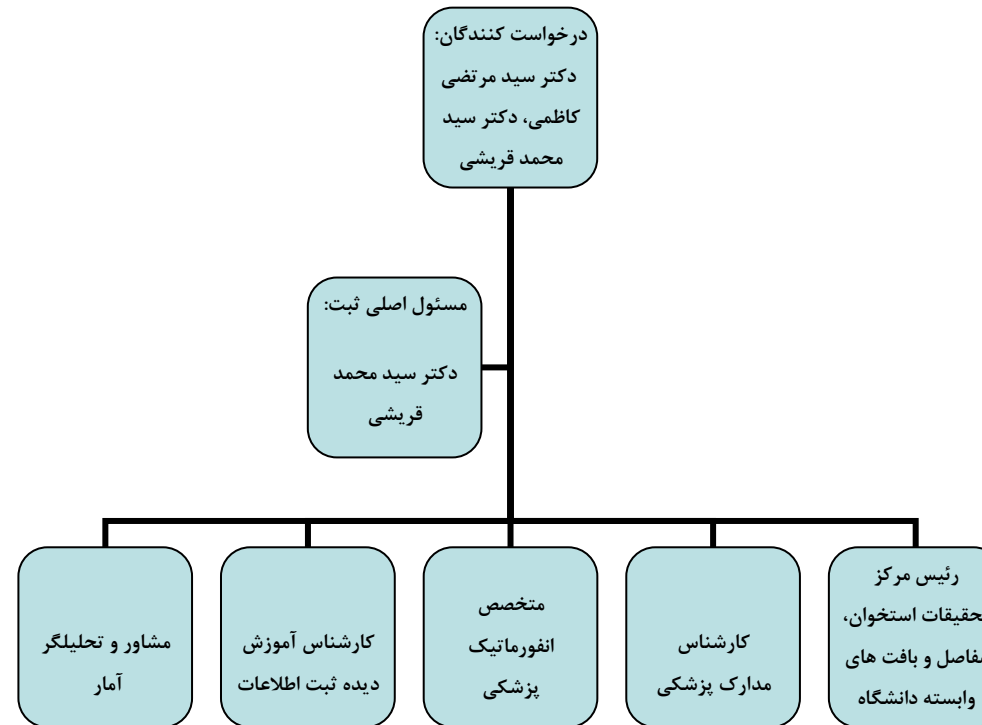 درخواست کنندگان:
دکتر سید مرتضی
کاظمی، دکتر سید
محمد قریشی
مسئول اصلی ثبت:
دکتر سید محمد
قریشی
رئیس مرکز
تحقیقات استخوان،
مفاصل و بافت های
وابسته دانشگاه
کارشناس
مدارک پزشکی
متخصص
انفورماتیک
پزشکی
کارشناس آموزش
دیده ثبت اطلاعات
مشاور و تحلیلگر
آمار